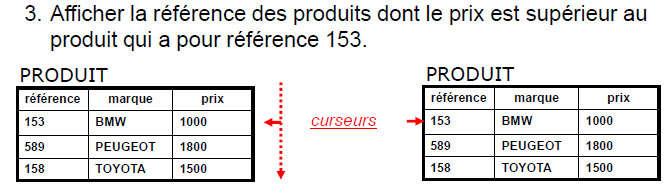 3. Afficher la référence des produits dont le prix est supérieur au
produit qui a pour référence 153.
PRODUIT
référence marque prix
153 BMW 1000
589 PEUGEOT 1800
158 TOYOTA 1500
curseurs
PRODUIT
référence marque prix
153 BMW 1000
589 PEUGEOT 1800
158 TOYOTA 1500